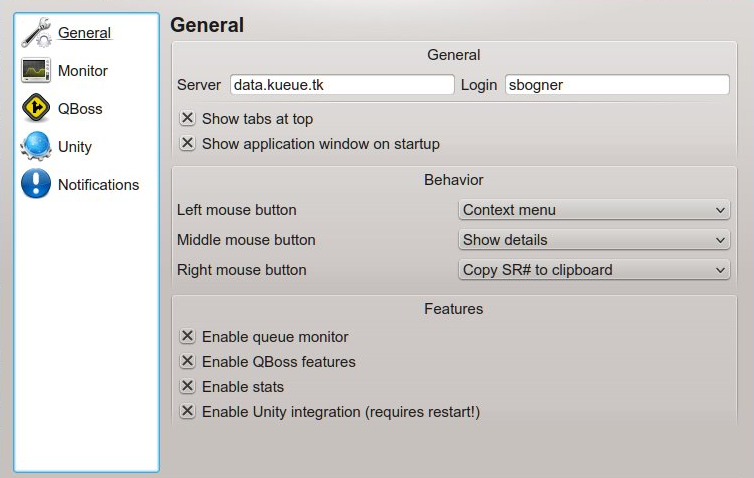 General
Monitor
QBoss
Unity
Notifications
General
General
Server data.kueue.tk Login sbogner
Show tabs at top
Show application window on startup
Behavior
Left mouse button Context menu
Middle mouse button Show details
Right mouse button Copy SR# to clipboard
Features
Enable queue monitor
Enable QBoss features
Enable stats
Enable Unity integration (requires restart!)